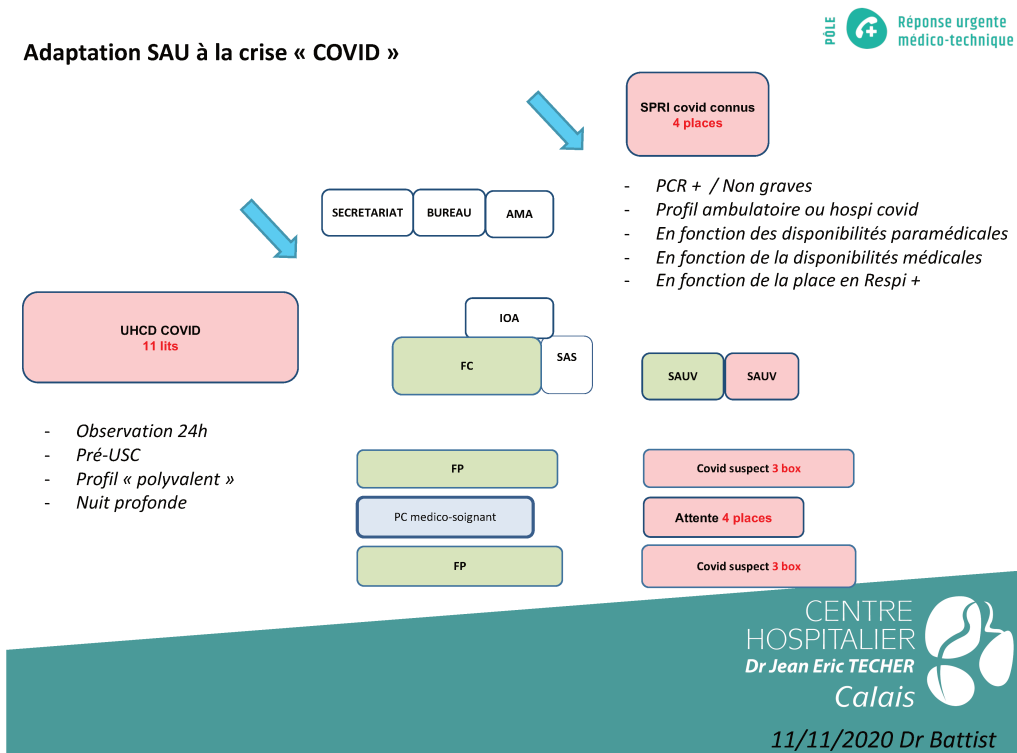 PÔLE
Réponse urgente
médico-technique
Adaptation SAU à la crise « COVID »
SPRI covid connus
4 places
- PCR + / Non graves
- Profil ambulatoire ou hospi covid
- En fonction des disponibilités paramédicales
- En fonction de la disponibilités médicales
- En fonction de la place en Respi +
SECRETARIAT
BUREAU
AMA
UHCD COVID
11 lits
- Observation 24h
- Pré-USC
- Profil « polyvalent »
- Nuit profonde
IOA
FC
SAS
SAUV
SAUV
FP
Covid suspect 3 box
PC medico-soignant
Attente 4 places
FP
Covid suspect 3 box
CENTRE
HOSPITALIER
Dr Jean Eric TECHER
Calais
11/11/2020 Dr Battist